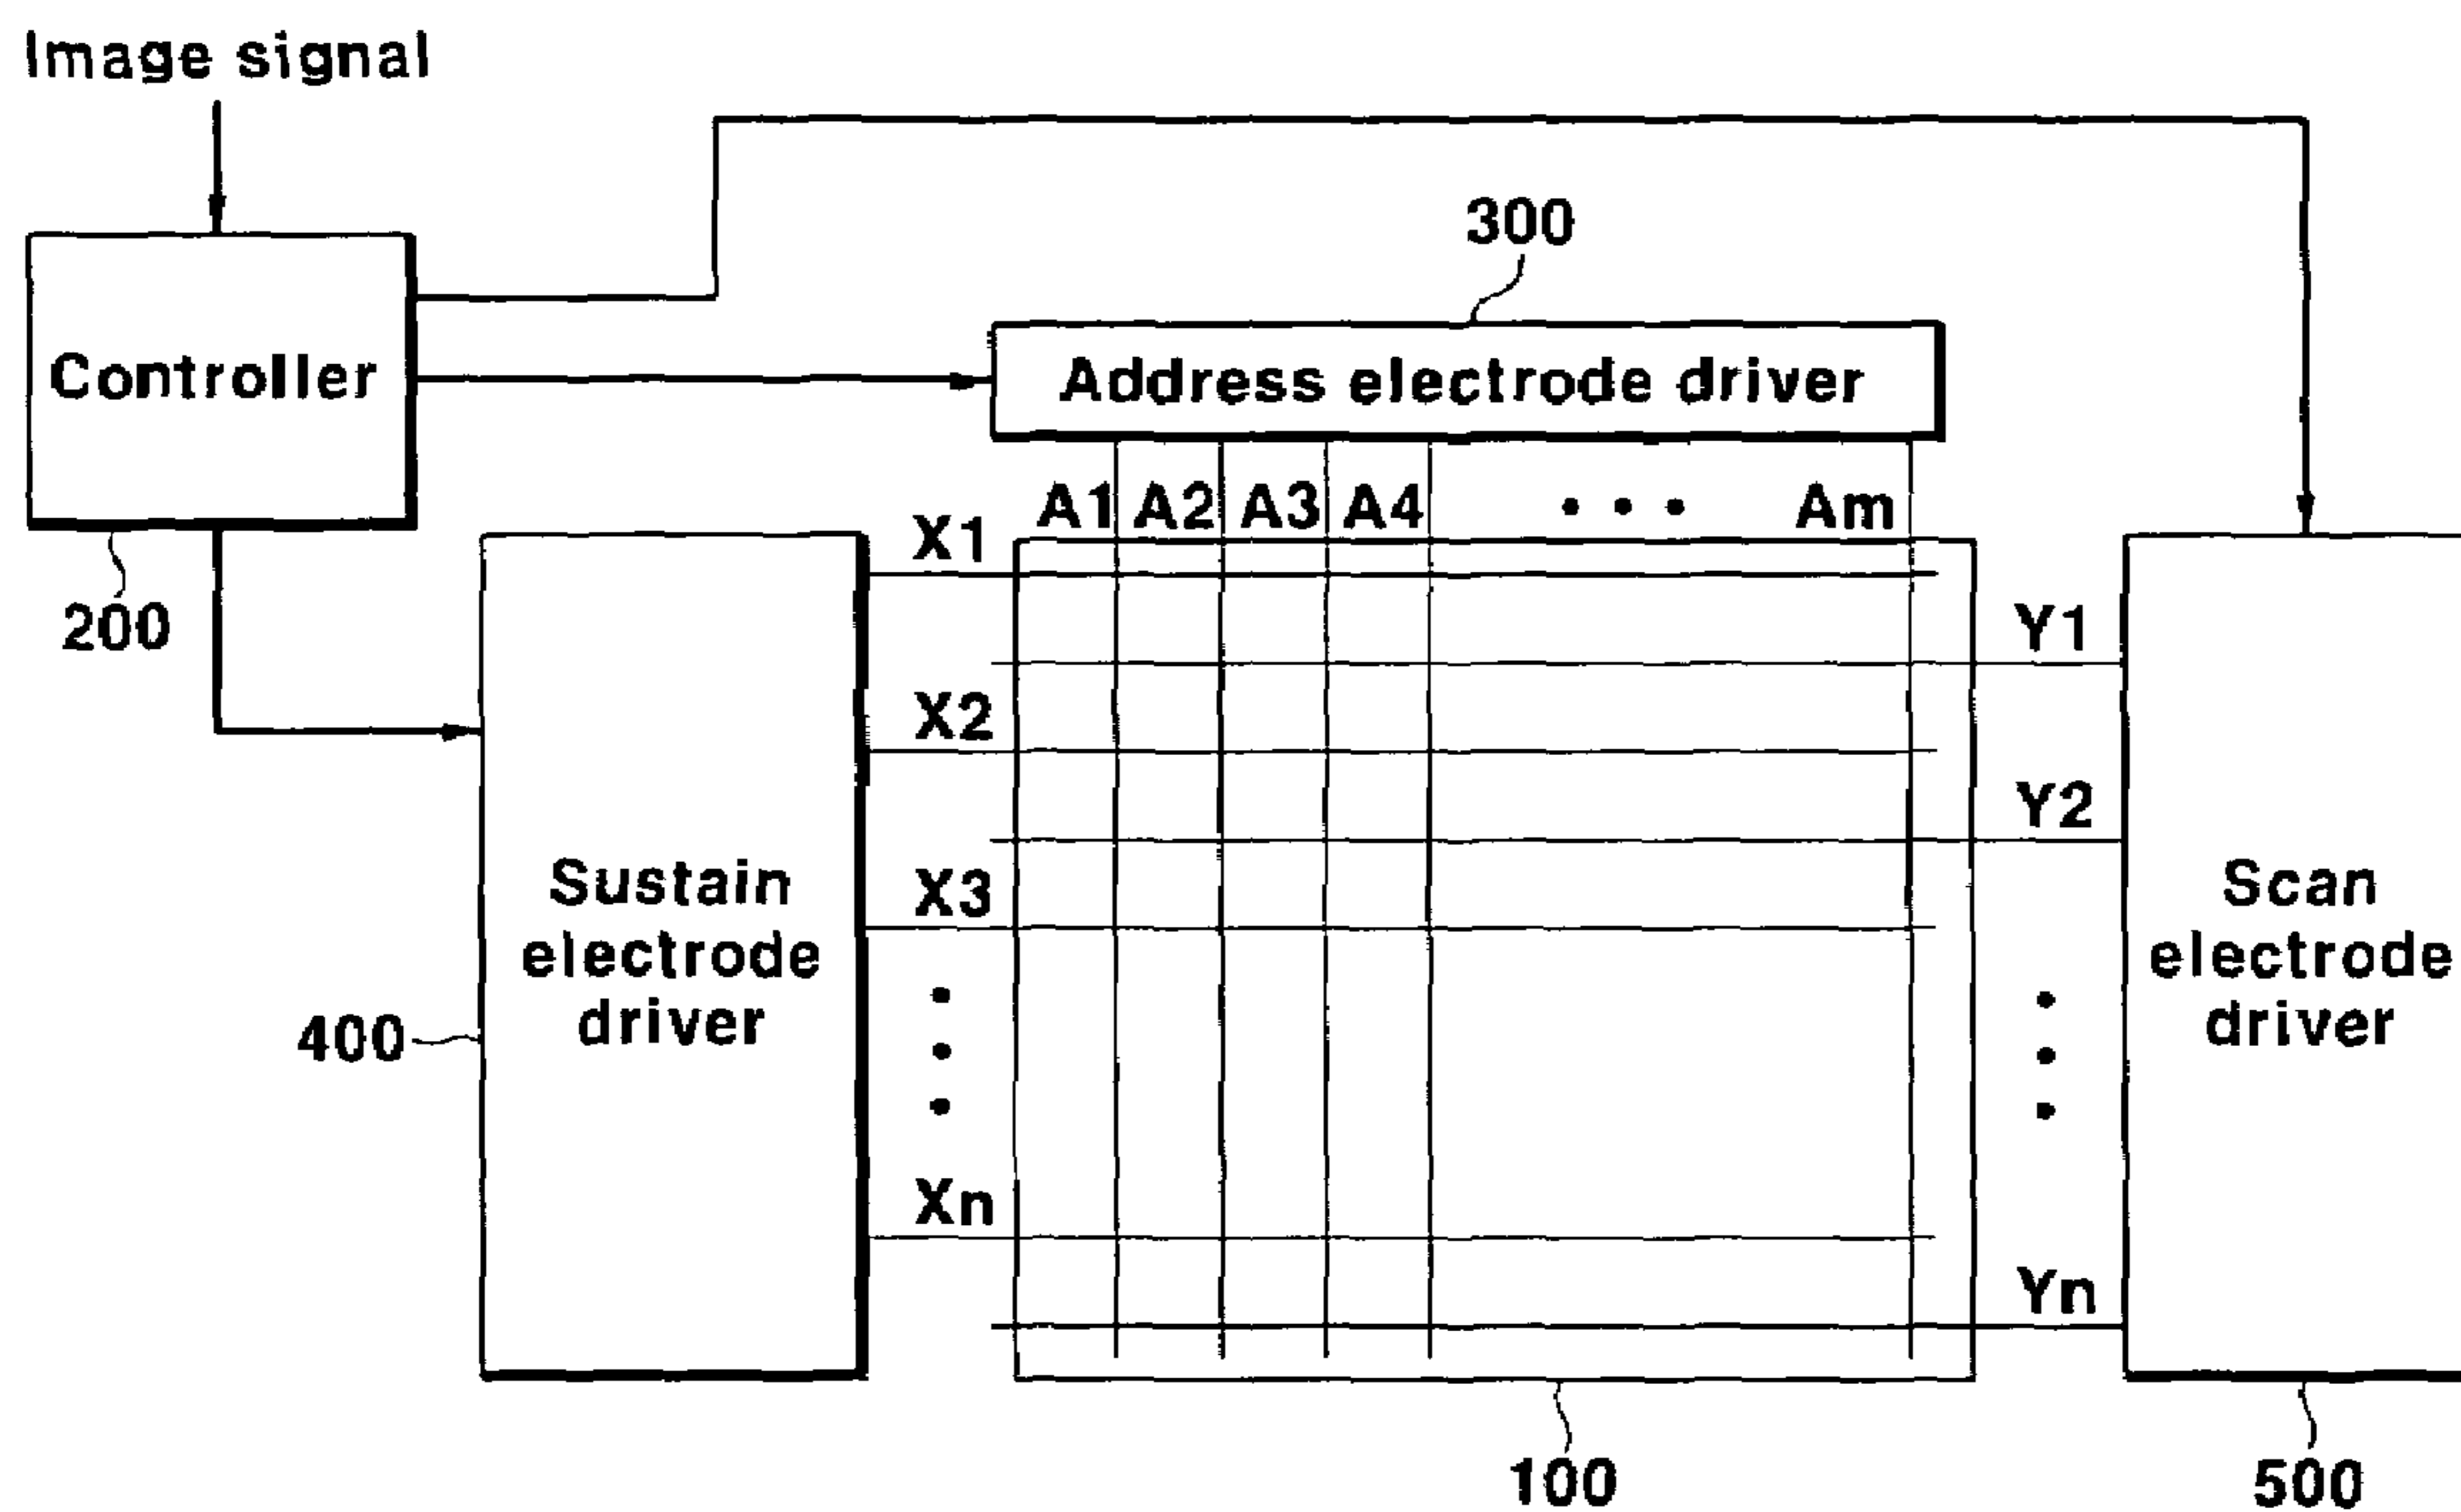 Image signal
300
Controller
Address electrode driver
A1 A2 A3 A4 • • • Am
X1
200
Y1
X2
Y2
X3
Sustain
electrode
driver
Scan
electrode
driver
400
Xn
Yn
100
500